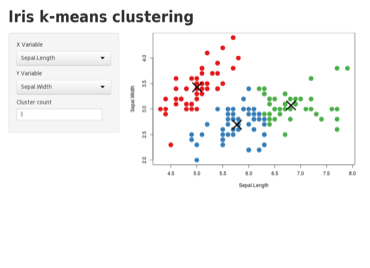 Iris k-means clustering
X Variable
Sepal.Length
Y Variable
Sepal.Width
Cluster count
3
Sepal.Width
2.0
2.5
3.0
3.5
4.0
4.5
5.0
5.5
6.0
6.5
7.0
7.5
8.0
Sepal.Length